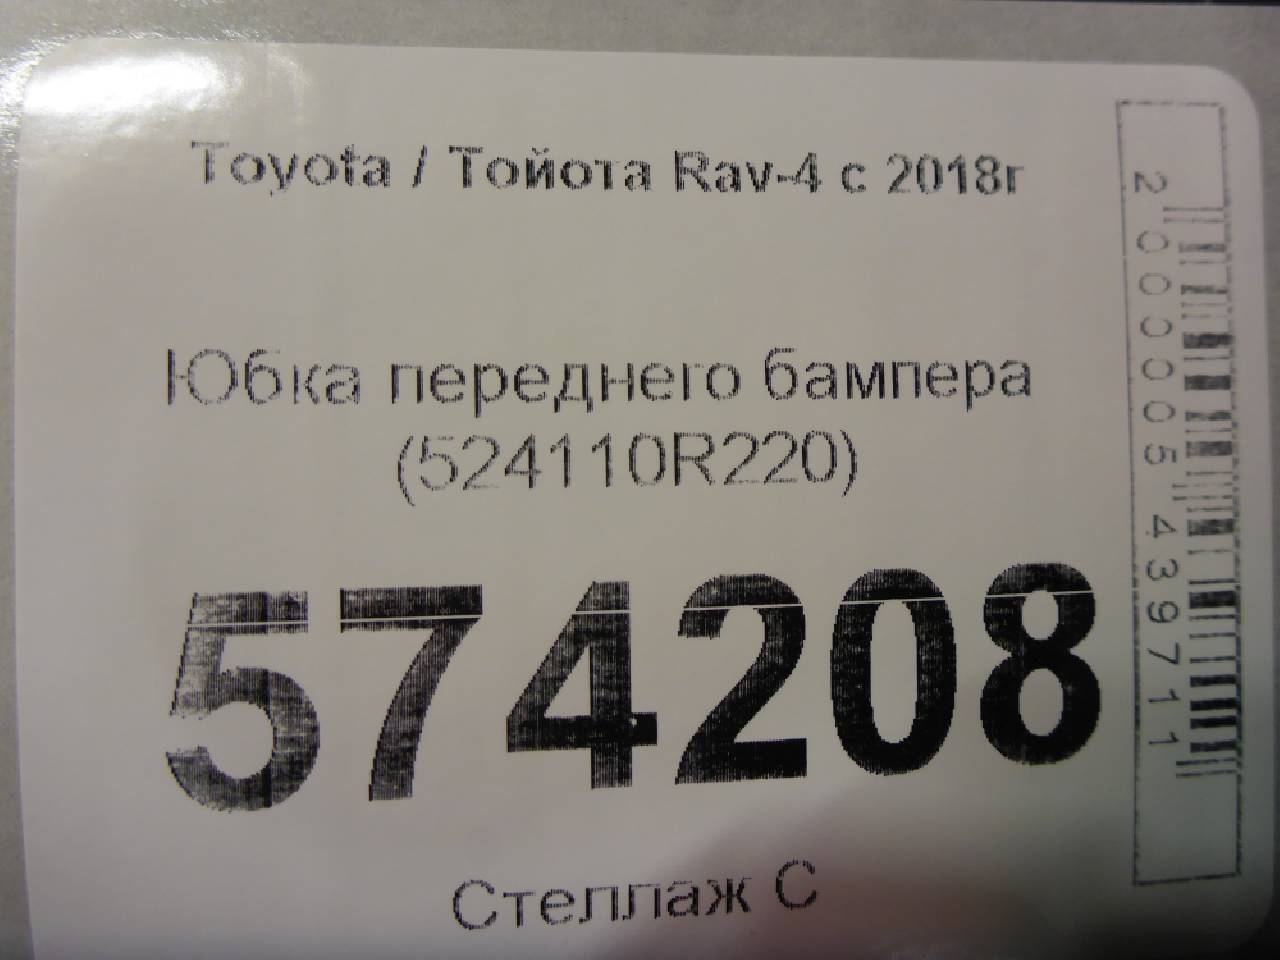 Toyota / Тойота Rav-4 с 2018г
Юбка переднего бампера
(524110R220)
574208
Стеллаж С
2000005439711